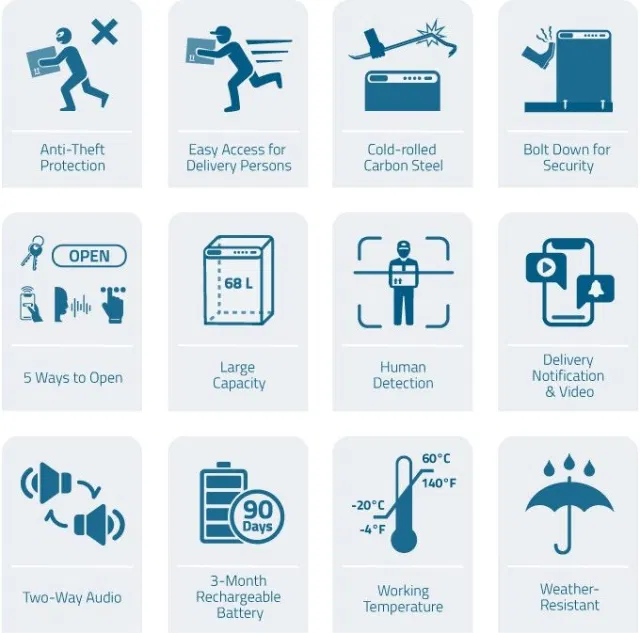 Anti-Theft
Protection
Easy Access for
Delivery Persons
Cold-rolled
Carbon Steel
Bolt Down for
Security
OPEN
5 Ways to Open
68 L
Large
Capacity
Human
Detection
Delivery
Notification
& Video
Two-Way Audio
90
Days
3-Month
Rechargeable
Battery
60°C
140°F
-20°C
-4°F
Working
Temperature
Weather-
Resistant